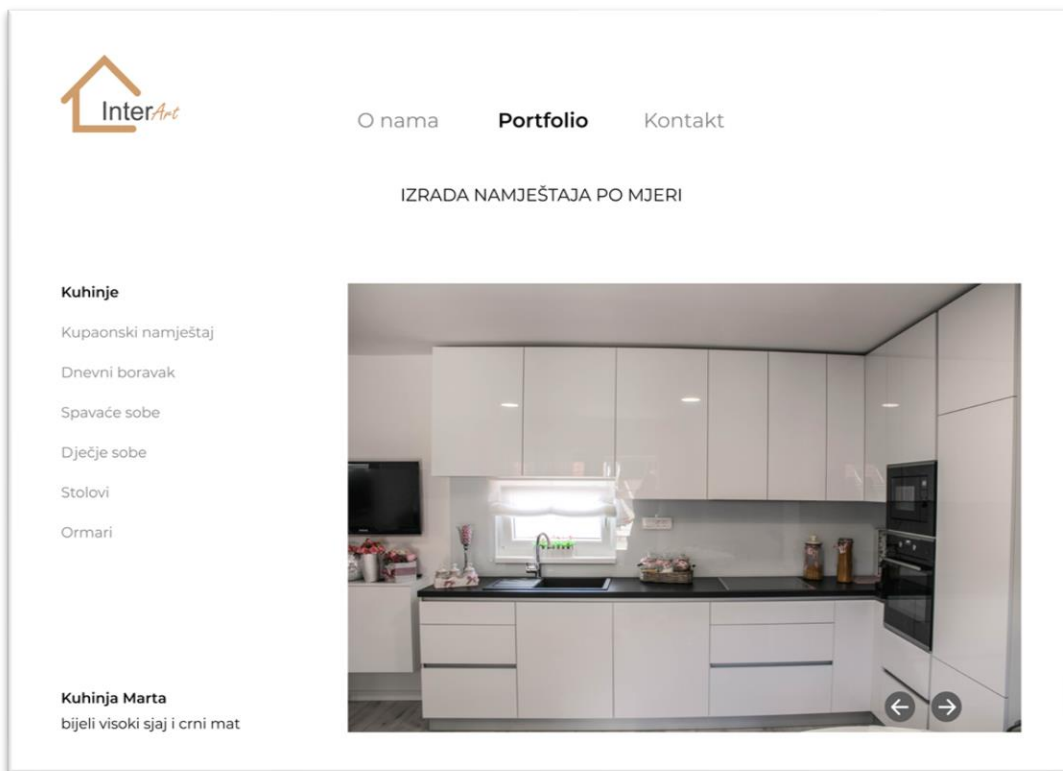 InterArt
O nama Portfolio Kontakt
IZRADA NAMJEŠTAJA PO MJERI
Kuhinje
Kupaonski namještaj
Dnevni boravak
Spavaće sobe
Dječje sobe
Stolovi
Ormari
Kuhinja Marta
bijeli visoki sjaj i crni mat